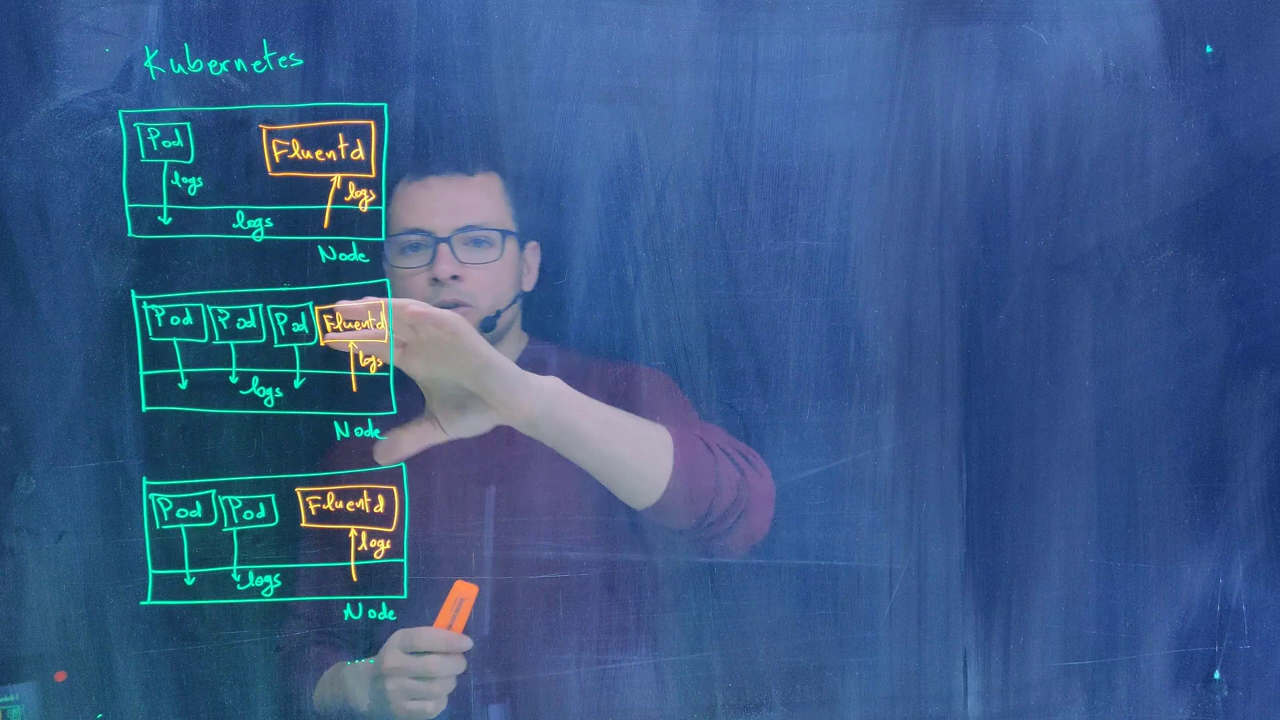 Kubernetes
Pod Fluentd
logs logs
logs
Node
Pod Pod Pod Fluentd
logs
logs
Node
Pod Pod Fluentd
logs
logs
Node
...